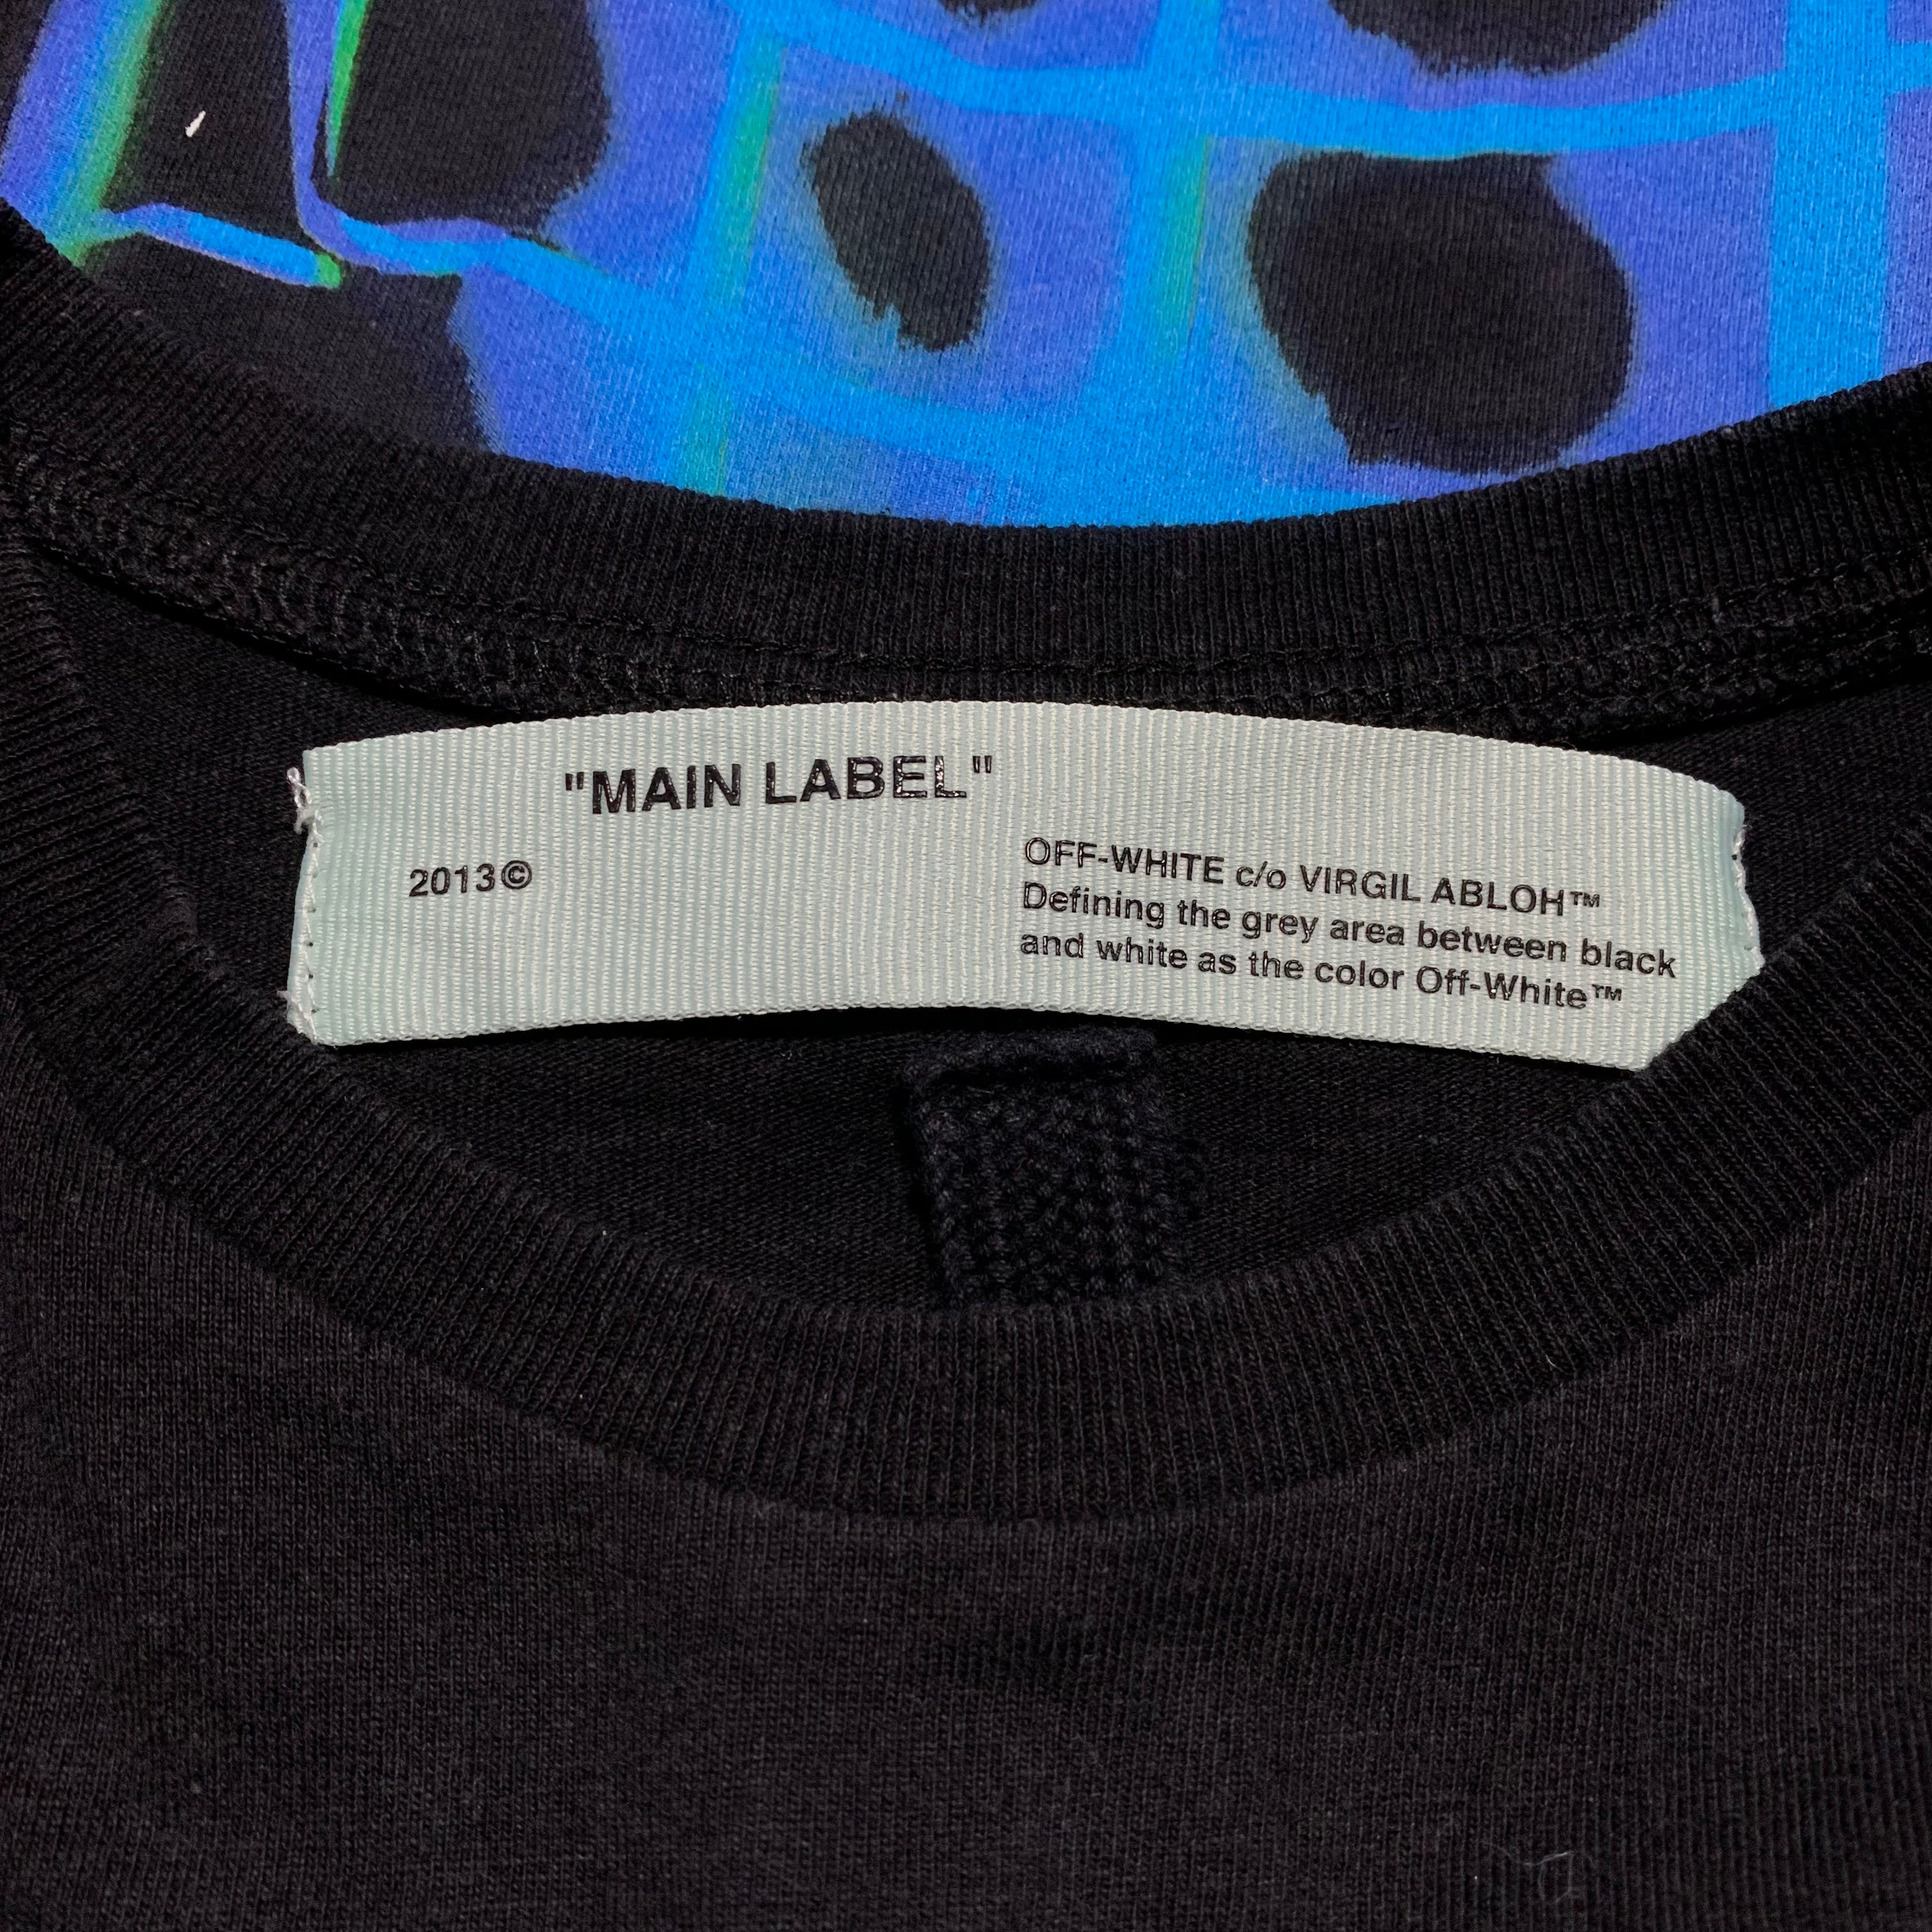 "MAIN LABEL"
2013©
OFF-WHITE c/o VIRGIL ABLOH™
Defining the grey area between black
and white as the color Off-White™